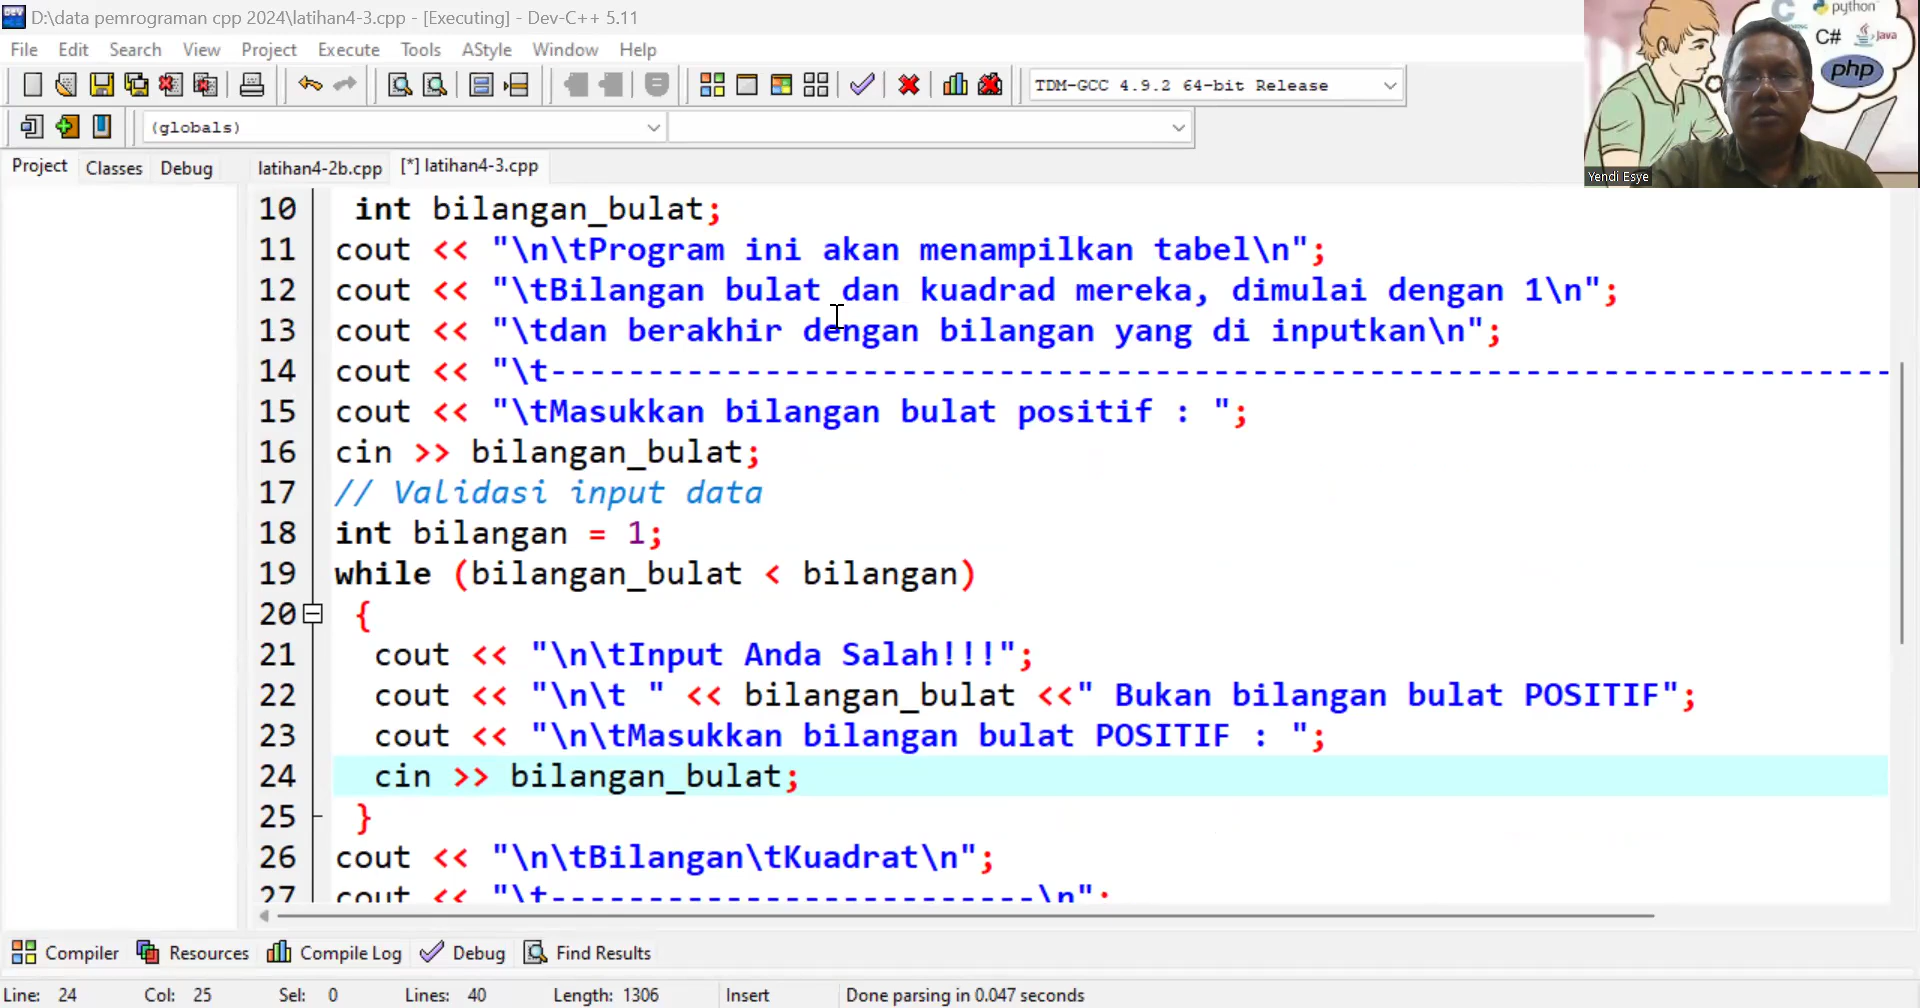 D:\data pemrograman cpp 2024\latihan4-3.cpp - [Executing] - Dev-C++ 5.11
python
C#
Java
php
Yendi Esye
File Edit Search View Project Execute Tools AStyle Window Help
TDM-GCC 4.9.2 64-bit Release
(globals)
Project Classes Debug latihan4-2b.cpp [*] latihan4-3.cpp
10 int bilangan_bulat;
11 cout << "\n\tProgram ini akan menampilkan tabel\n";
12 cout << "\tBilangan bulat dan kuadrad mereka, dimulai dengan 1\n";
13 cout << "\tdan berakhir dengan bilangan yang di inputkan\n";
14 cout << "\t--------------------------------------------------------------------
15 cout << "\tMasukkan bilangan bulat positif : ";
16 cin >> bilangan_bulat;
17 // Validasi input data
18 int bilangan = 1;
19 while (bilangan_bulat < bilangan)
20 {
21 cout << "\n\tInput Anda Salah!!!";
22 cout << "\n\t " << bilangan_bulat <<" Bukan bilangan bulat POSITIF";
23 cout << "\n\tMasukkan bilangan bulat POSITIF : ";
24 cin >> bilangan_bulat;
25 }
26 cout << "\n\tBilangan\tKuadrat\n";
27 cout << "\t-------------------------\n";
Compiler Resources Compile Log Debug Find Results
Line: 24 Col: 25 Sel: 0 Lines: 40 Length: 1306 Insert Done parsing in 0.047 seconds